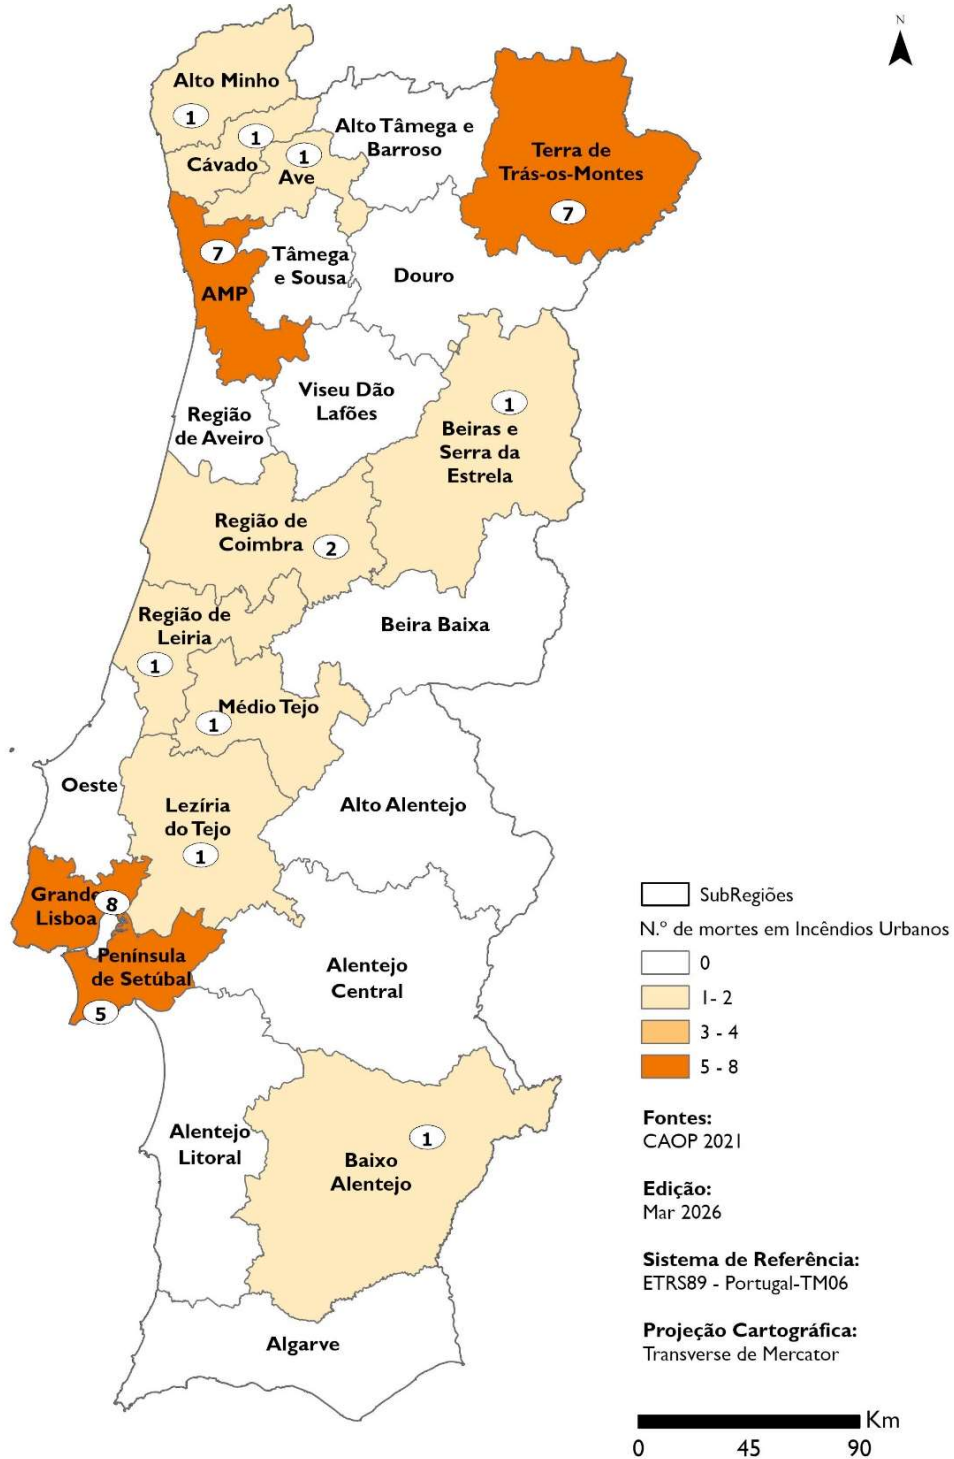 N
Alto Minho
1
1
Cávado
1
Ave
Alto Tâmega e
Barroso
Terra de
Trás-os-Montes
7
7
AMP
Tâmega
e Sousa
Douro
Viseu Dão
Lafões
Região
de Aveiro
1
Beiras e
Serra da
Estrela
Região de
Coimbra
2
Beira Baixa
Região de
Leiria
1
Médio Tejo
1
Oeste
Lezíria
do Tejo
1
Alto Alentejo
Grande
Lisboa
8
Península
de Setúbal
5
Alentejo
Central
Alentejo
Litoral
1
Baixo
Alentejo
Algarve
SubRegiões
N.º de mortes em Incêndios Urbanos
0
1- 2
3 - 4
5 - 8
Fontes:
CAOP 2021
Edição:
Mar 2026
Sistema de Referência:
ETRS89 - Portugal-TM06
Projeção Cartográfica:
Transverse de Mercator
Km
0 45 90